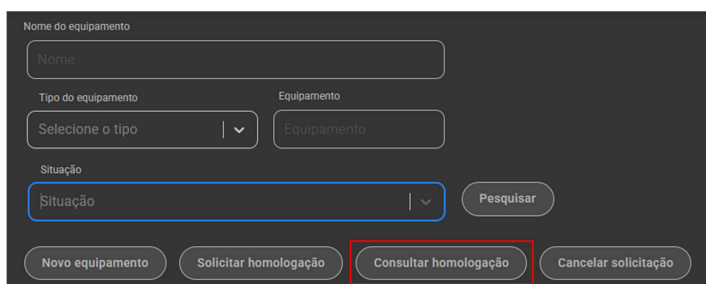 Nome do equipamento
Nome
Tipo do equipamento
Equipamento
Selecione o tipo
Equipamento
Situação
Situação
Pesquisar
Novo equipamento
Solicitar homologação
Consultar homologação
Cancelar solicitação